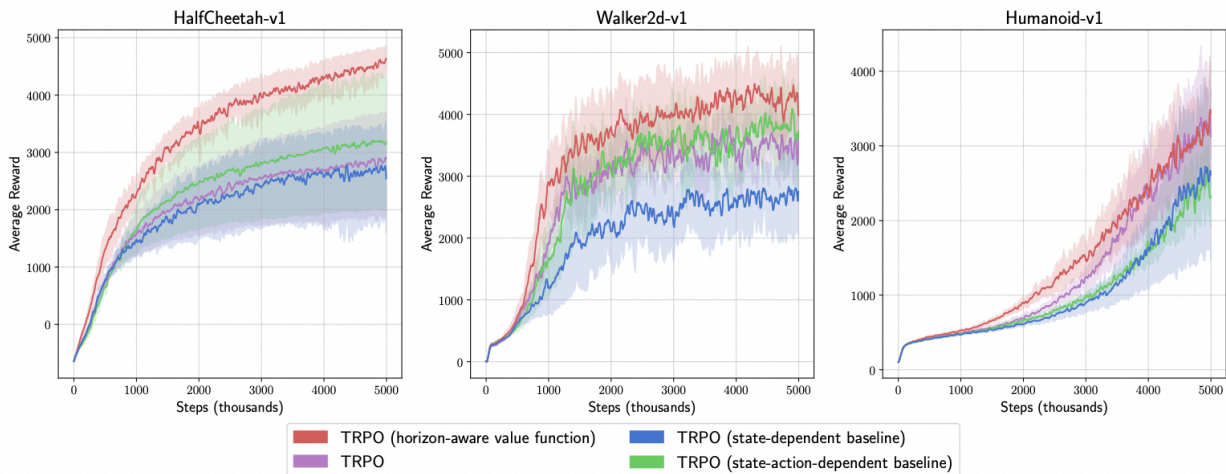 HalfCheetah-v1
5000
4000
3000
2000
1000
0
Average Reward
0 1000 2000 3000 4000 5000
Steps (thousands)
Walker2d-v1
5000
4000
3000
2000
1000
0
Average Reward
0 1000 2000 3000 4000 5000
Steps (thousands)
Humanoid-v1
4000
3000
2000
1000
0
Average Reward
0 1000 2000 3000 4000 5000
Steps (thousands)
TRPO (horizon-aware value function)
TRPO
TRPO (state-dependent baseline)
TRPO (state-action-dependent baseline)